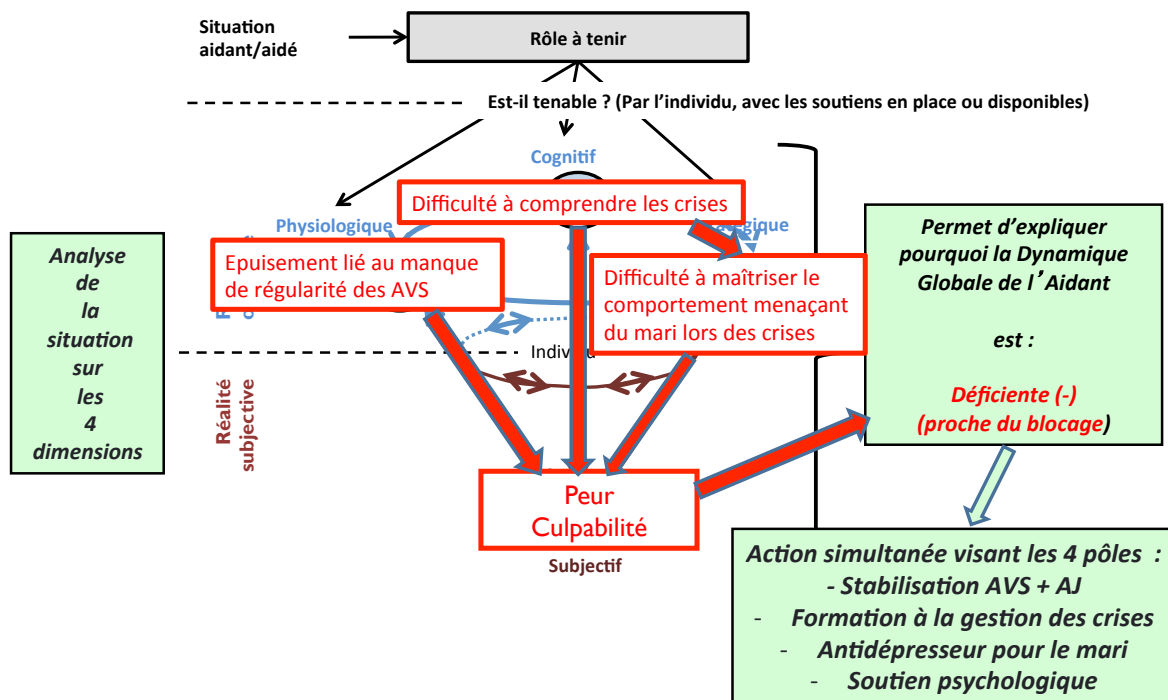 Situation
aidant/aidé
Rôle à tenir
Est-il tenable ? (Par l’individu, avec les soutiens en place ou disponibles)
Cognitif
Difficulté à comprendre les crises
Physiologique
Analyse
de
la
situation
sur
les
4
dimensions
Epuisement lié au manque
de régularité des AVS
Difficulté à maîtriser le
comportement menaçant
du mari lors des crises
Permet d’expliquer
pourquoi la Dynamique
Globale de l’Aidant
est :
Déficiente (-)
(proche du blocage)
Réalité
subjective
Peur
Culpabilité
Subjectif
Action simultanée visant les 4 pôles :
- Stabilisation AVS + AJ
- Formation à la gestion des crises
- Antidépresseur pour le mari
- Soutien psychologique